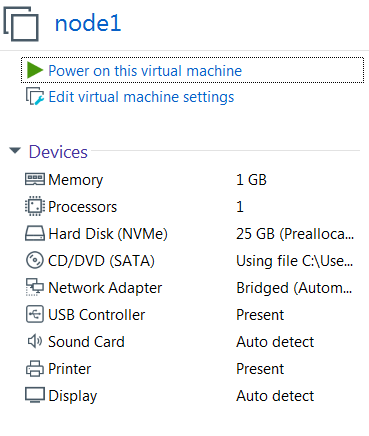 node1
Power on this virtual machine
Edit virtual machine settings
Devices
Memory 1 GB
Processors 1
Hard Disk (NVMe) 25 GB (Prealloca...
CD/DVD (SATA) Using file C:\Use...
Network Adapter Bridged (Autom...
USB Controller Present
Sound Card Auto detect
Printer Present
Display Auto detect